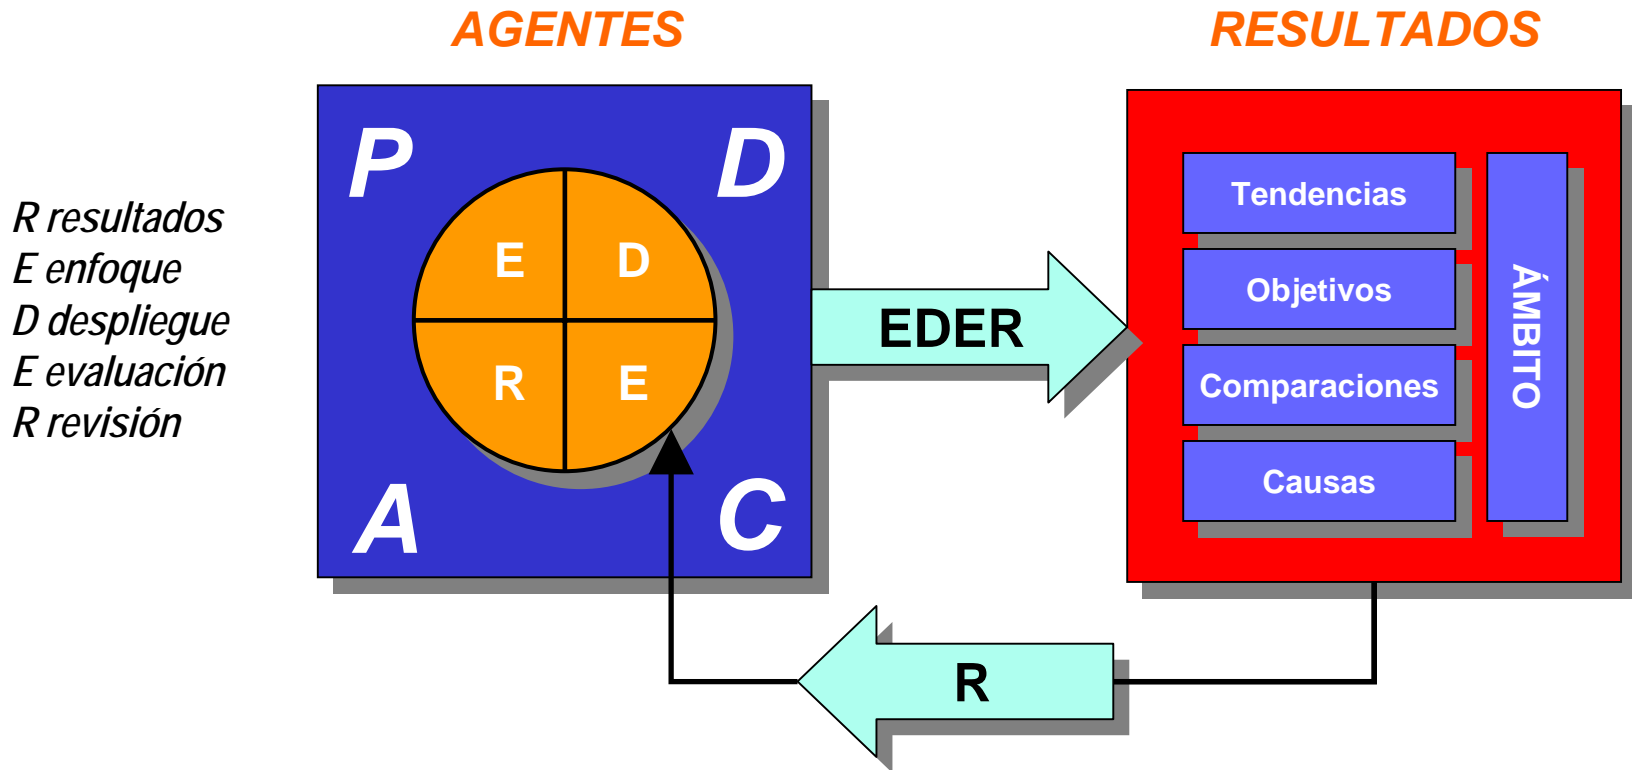 AGENTES
RESULTADOS
R resultados
E enfoque
D despliegue
E evaluación
R revisión
P
D
E
D
R
E
A
C
EDER
Tendencias
Objetivos
Comparaciones
Causas
ÁMBITO
R